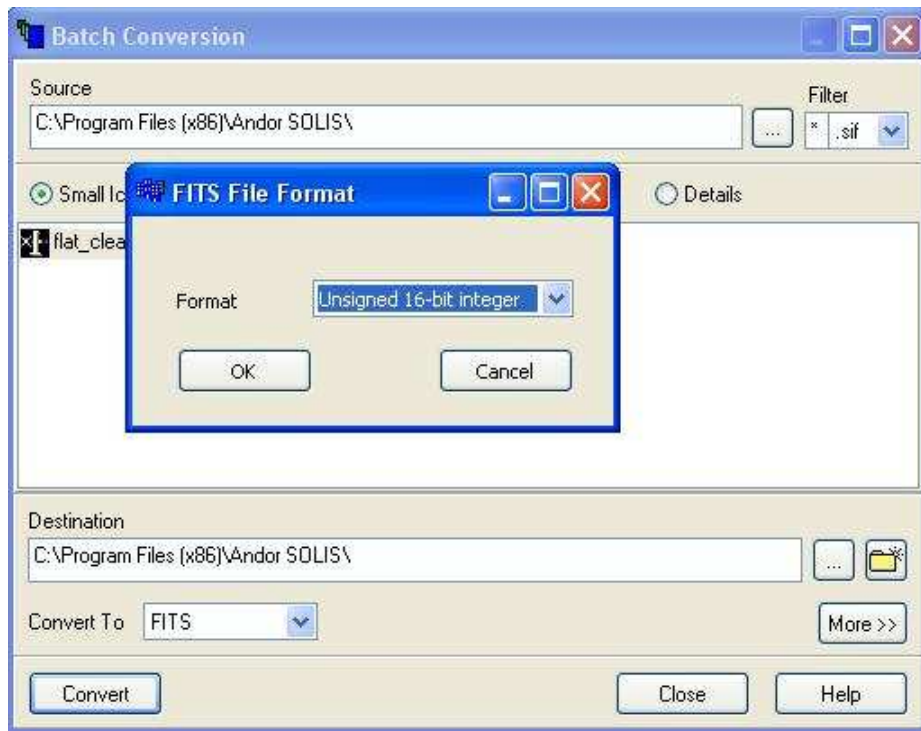 Batch Conversion
Source
Filter
C:\Program Files (x86)\Andor SOLIS\
...
* .sif
Small Ic
FITS File Format
Details
flat_clea
Format
Unsigned 16-bit integer
OK
Cancel
Destination
C:\Program Files (x86)\Andor SOLIS\
...
Convert To
FITS
More >>
Convert
Close
Help